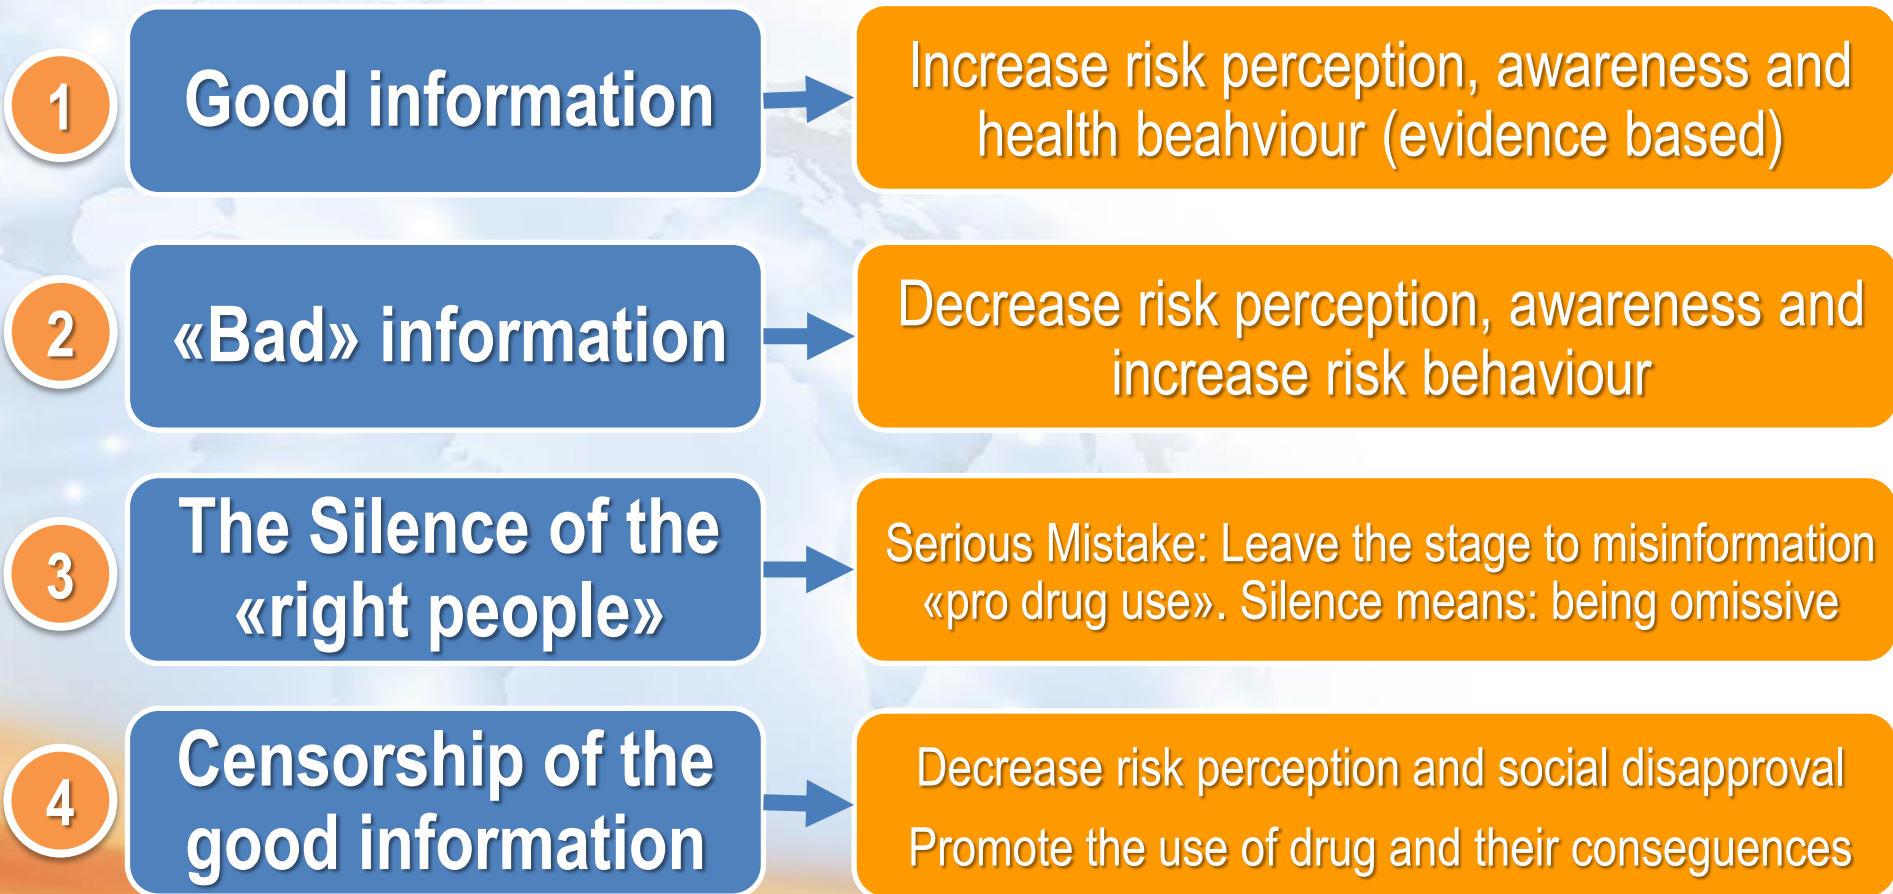 1
Good information
Increase risk perception, awareness and
health beahviour (evidence based)
2
«Bad» information
Decrease risk perception, awareness and
increase risk behaviour
3
The Silence of the
«right people»
Serious Mistake: Leave the stage to misinformation
«pro drug use». Silence means: being omissive
4
Censorship of the
good information
Decrease risk perception and social disapproval
Promote the use of drug and their conseguences